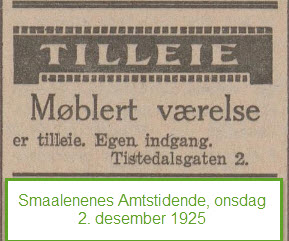 TILLEIE
Møblert værelse
er tilleie. Egen indgang.
Tistedalsgaten 2.
Smaalenenes Amtstidende, onsdag
2. desember 1925